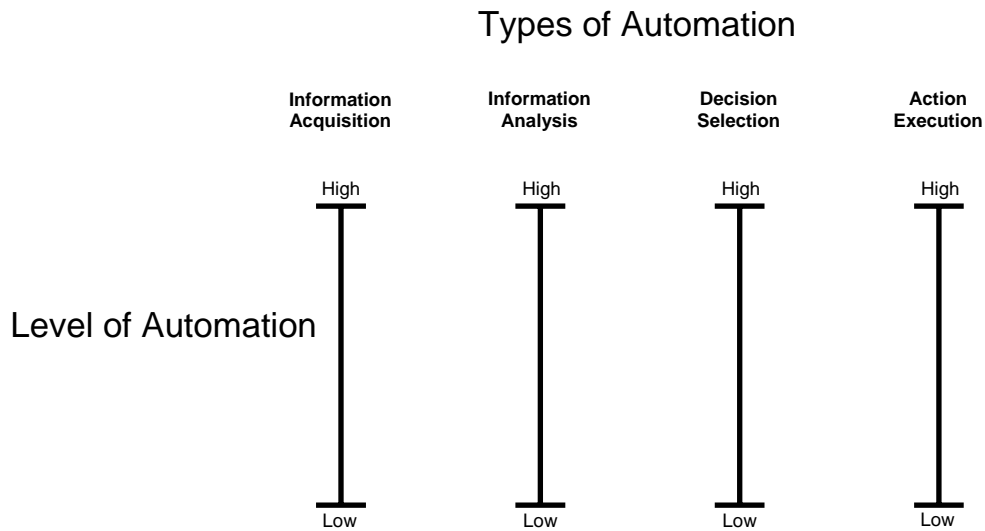 Types of Automation
Information
Acquisition
Information
Analysis
Decision
Selection
Action
Execution
High
High
High
High
Level of Automation
Low
Low
Low
Low